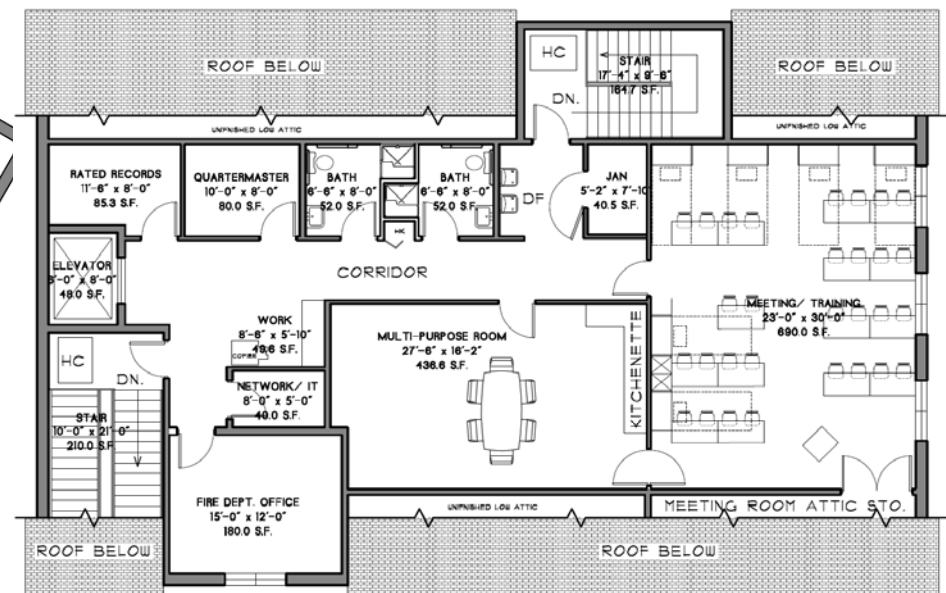 ROOF BELOW
HC
STAIR
17'-4" x 9'-6"
164.7 S.F.
DN.
ROOF BELOW
UNFINISHED LOW ATTIC
UNFINISHED LOW ATTIC
RATED RECORDS
11'-6" x 8'-0"
85.3 S.F.
QUARTERMASTER
10'-0" x 8'-0"
80.0 S.F.
BATH
6'-6" x 8'-0"
52.0 S.F.
BATH
6'-6" x 8'-0"
52.0 S.F.
DF
JAN
5'-2" x 7'-10
40.5 S.F.
HK
ELEVATOR
6'-0" x 8'-0"
48.0 S.F.
CORRIDOR
MEETING/ TRAINING
23'-0" x 30'-0"
690.0 S.F.
WORK
8'-6" x 5'-10"
49.6 S.F.
COPIER
MULTI-PURPOSE ROOM
27'-6" x 16'-2"
436.6 S.F.
KITCHENETTE
HC
DN.
NETWORK/ IT
8'-0" x 5'-0"
40.0 S.F.
STAIR
10'-0" x 21'-0"
210.0 S.F.
FIRE DEPT. OFFICE
15'-0" x 12'-0"
180.0 S.F.
UNFINISHED LOW ATTIC
MEETING ROOM ATTIC STO.
ROOF BELOW
ROOF BELOW